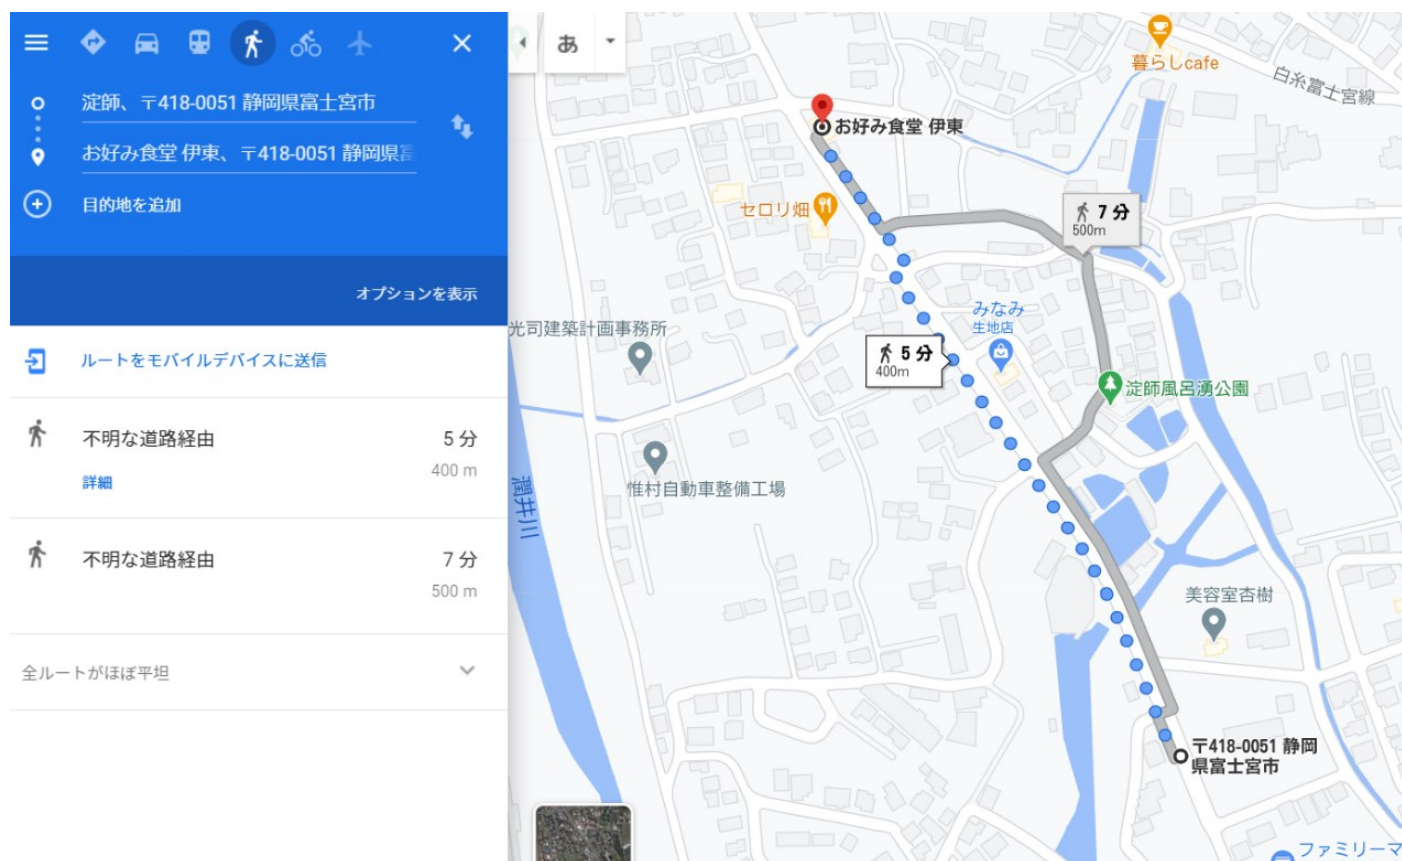 淀師、〒418-0051 静岡県富士宮市
お好み食堂 伊東、〒418-0051 静岡県富
目的地を追加
オプションを表示
ルートをモバイルデバイスに送信
不明な道路経由
5 分
400 m
詳細
不明な道路経由
7 分
500 m
全ルートがほぼ平坦
あ
暮らしcafe
白糸富士宮線
お好み食堂 伊東
セロリ畑
7 分
500m
みなみ
生地店
光司建築計画事務所
5 分
400m
淀師風呂湧公園
惟村自動車整備工場
潤井川
美容室杏樹
〒418-0051 静岡
県富士宮市
ファミリーマ